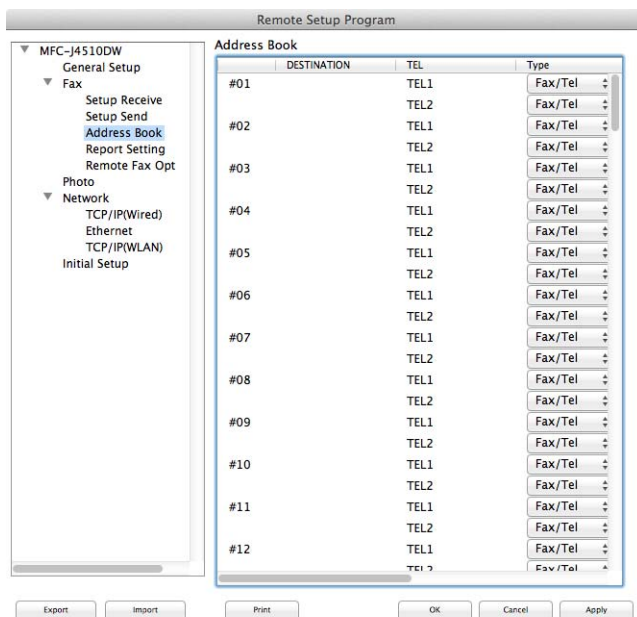 Remote Setup Program
MFC-J4510DW
General Setup
Fax
Setup Receive
Setup Send
Address Book
Report Setting
Remote Fax Opt
Photo
Network
TCP/IP(Wired)
Ethernet
TCP/IP(WLAN)
Initial Setup
Address Book
DESTINATION TEL Type
#01 TEL1 Fax/Tel
TEL2 Fax/Tel
#02 TEL1 Fax/Tel
TEL2 Fax/Tel
#03 TEL1 Fax/Tel
TEL2 Fax/Tel
#04 TEL1 Fax/Tel
TEL2 Fax/Tel
#05 TEL1 Fax/Tel
TEL2 Fax/Tel
#06 TEL1 Fax/Tel
TEL2 Fax/Tel
#07 TEL1 Fax/Tel
TEL2 Fax/Tel
#08 TEL1 Fax/Tel
TEL2 Fax/Tel
#09 TEL1 Fax/Tel
TEL2 Fax/Tel
#10 TEL1 Fax/Tel
TEL2 Fax/Tel
#11 TEL1 Fax/Tel
TEL2 Fax/Tel
#12 TEL1 Fax/Tel
TEL2 Fax/Tel
Export Import Print OK Cancel Apply